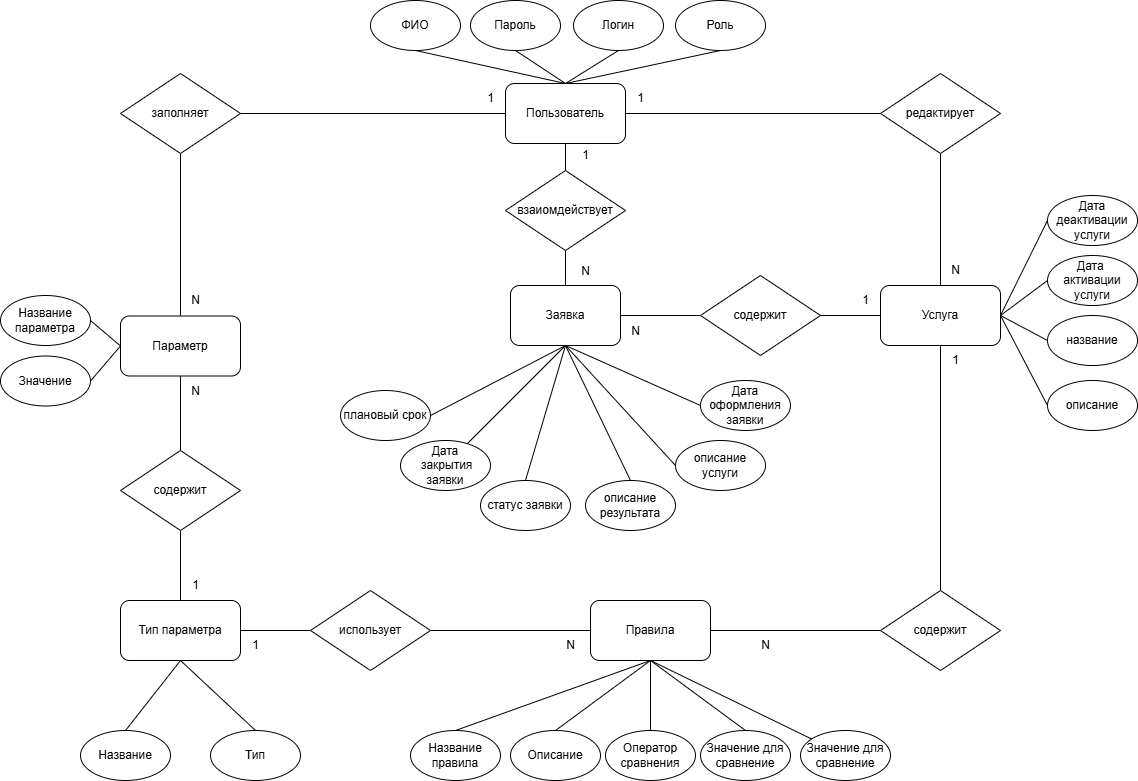 ФИО
Пароль
Логин
Роль
заполняет
1
Пользователь
1
редактирует
1
взаиомдействует
Дата
деактивации
услуги
N
N
N
Дата
активации
услуги
Название
параметра
Параметр
Заявка
N
содержит
1
Услуга
название
Значение
N
1
плановый срок
Дата
оформления
заявки
описание
Дата
закрытия
заявки
описание
услуги
содержит
статус заявки
описание
результата
1
Тип параметра
1
использует
N
Правила
N
содержит
Название
Тип
Название
правила
Описание
Оператор
сравнения
Значение для
сравнение
Значение для
сравнение